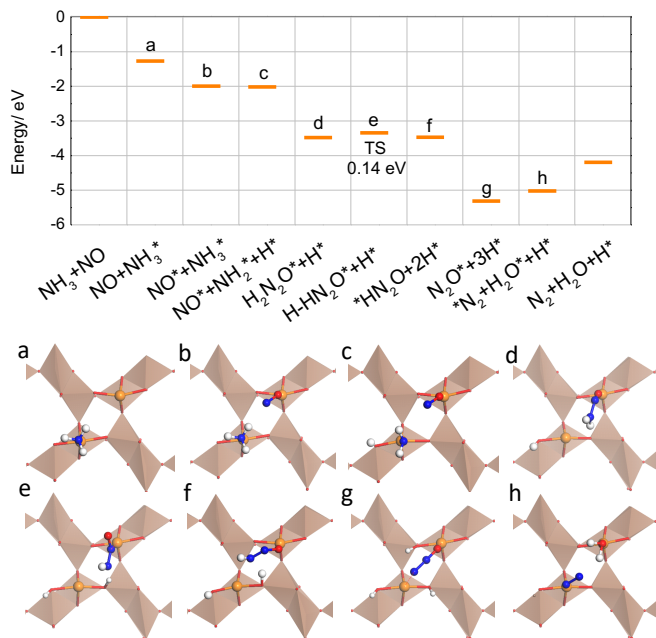 0
-1
-2
-3
-4
-5
-6
Energy/ eV
a
b
c
d
e
f
TS
0.14 eV
g
h
NH₃+NO
NO+NH₃*
NO*+NH₃*
NO*+NH₂*+H*
H₂N₂O*+H*
H-HN₂O*+H*
*HN₂O+2H*
N₂O*+3H*
*N₂+H₂O*+H*
N₂+H₂O+H*
a
b
c
d
e
f
g
h